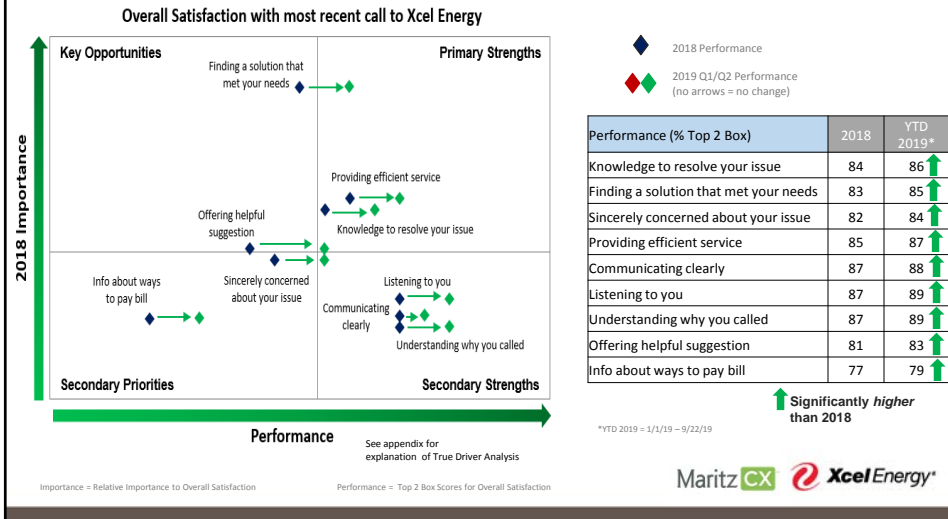 Overall Satisfaction with most recent call to Xcel Energy
Key Opportunities
Primary Strengths
Finding a solution that
met your needs
Providing efficient service
Knowledge to resolve your
issue
Offering helpful
suggestion
Sincerely concerned
about your issue
Info about ways
to pay bill
Listening to you
Communicating
clearly
Understanding why you called
Secondary Priorities
Secondary Strengths
2018 Importance
Performance
See appendix for
explanation of True Driver Analysis
Importance = Relative Importance to Overall Satisfaction
Performance = Top 2 Box Scores for Overall Satisfaction
2018 Performance
2019 Q1/Q2 Performance
(no arrows = no change)
Performance (% Top 2 Box) 2018 YTD
2019*
Knowledge to resolve your issue 84 86
Finding a solution that met your needs 83 85
Sincerely concerned about your issue 82 84
Providing efficient service 85 87
Communicating clearly 87 88
Listening to you 87 89
Understanding why you called 87 89
Offering helpful suggestion 81 83
Info about ways to pay bill 77 79
Significantly higher
than 2018
*YTD 2019 = 1/1/19 – 9/22/19
Maritz CX
Xcel Energy®